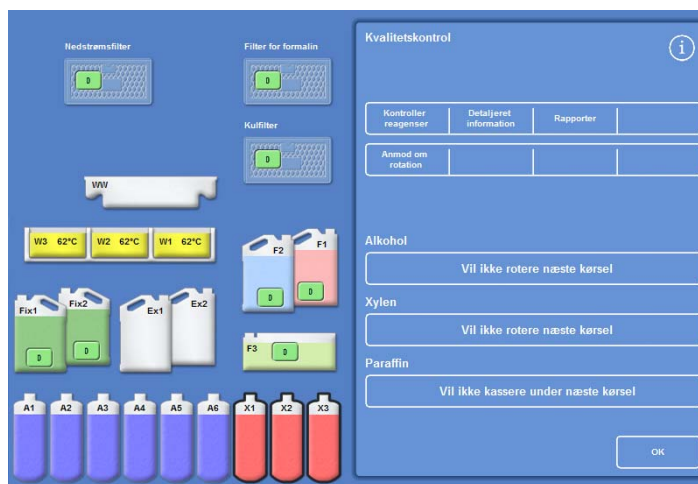 Nedstrømsfilter
D
Filter for formalin
D
Kulfilter
D
WW
W3 62°C W2 62°C W1 62°C
F2 F1
D D
Fix1 Fix2
D D
Ex1 Ex2
F3 D
A1 A2 A3 A4 A5 A6 X1 X2 X3
Kvalitetskontrol
i
Kontroller
reagenser
Detaljeret
information
Rapporter
Anmod om
rotation
Alkohol
Vil ikke rotere næste kørsel
Xylen
Vil ikke rotere næste kørsel
Paraffin
Vil ikke kassere under næste kørsel
OK